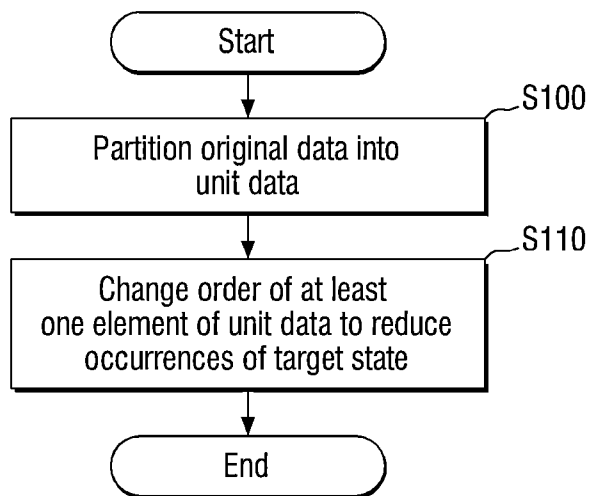 Start
S100
Partition original data into
unit data
S110
Change order of at least
one element of unit data to reduce
occurrences of target state
End